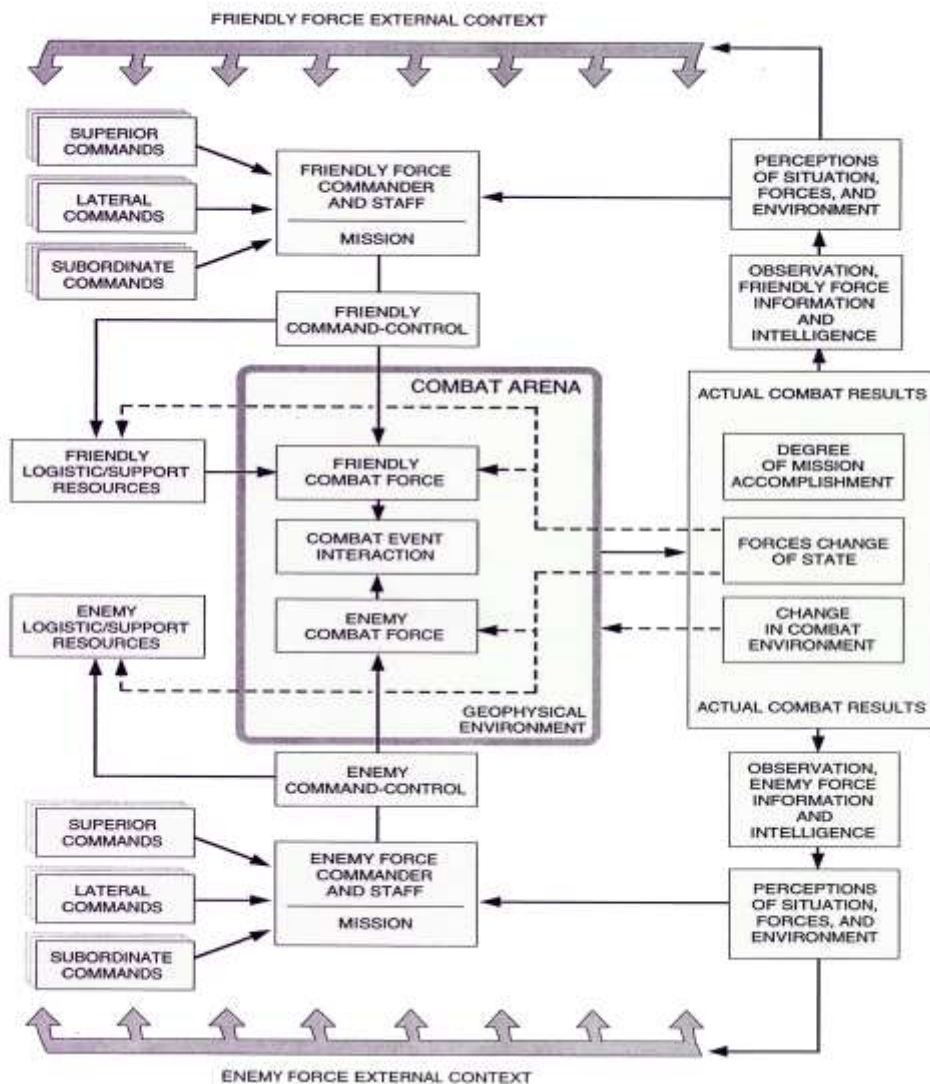 FRIENDLY FORCE EXTERNAL CONTEXT
SUPERIOR
COMMANDS
LATERAL
COMMANDS
SUBORDINATE
COMMANDS
FRIENDLY FORCE
COMMANDER
AND STAFF
MISSION
PERCEPTIONS
OF SITUATION,
FORCES, AND
ENVIRONMENT
OBSERVATION,
FRIENDLY FORCE
INFORMATION
AND
INTELLIGENCE
FRIENDLY
COMMAND-CONTROL
COMBAT ARENA
FRIENDLY
LOGISTIC/SUPPORT
RESOURCES
FRIENDLY
COMBAT FORCE
COMBAT EVENT
INTERACTION
ENEMY
COMBAT FORCE
ENEMY
LOGISTIC/SUPPORT
RESOURCES
GEOPHYSICAL
ENVIRONMENT
ACTUAL COMBAT RESULTS
DEGREE
OF MISSION
ACCOMPLISHMENT
FORCES CHANGE
OF STATE
CHANGE
IN COMBAT
ENVIRONMENT
ACTUAL COMBAT RESULTS
ENEMY
COMMAND-CONTROL
OBSERVATION,
ENEMY FORCE
INFORMATION
AND
INTELLIGENCE
SUPERIOR
COMMANDS
LATERAL
COMMANDS
SUBORDINATE
COMMANDS
ENEMY FORCE
COMMANDER
AND STAFF
MISSION
PERCEPTIONS
OF SITUATION,
FORCES, AND
ENVIRONMENT
ENEMY FORCE EXTERNAL CONTEXT